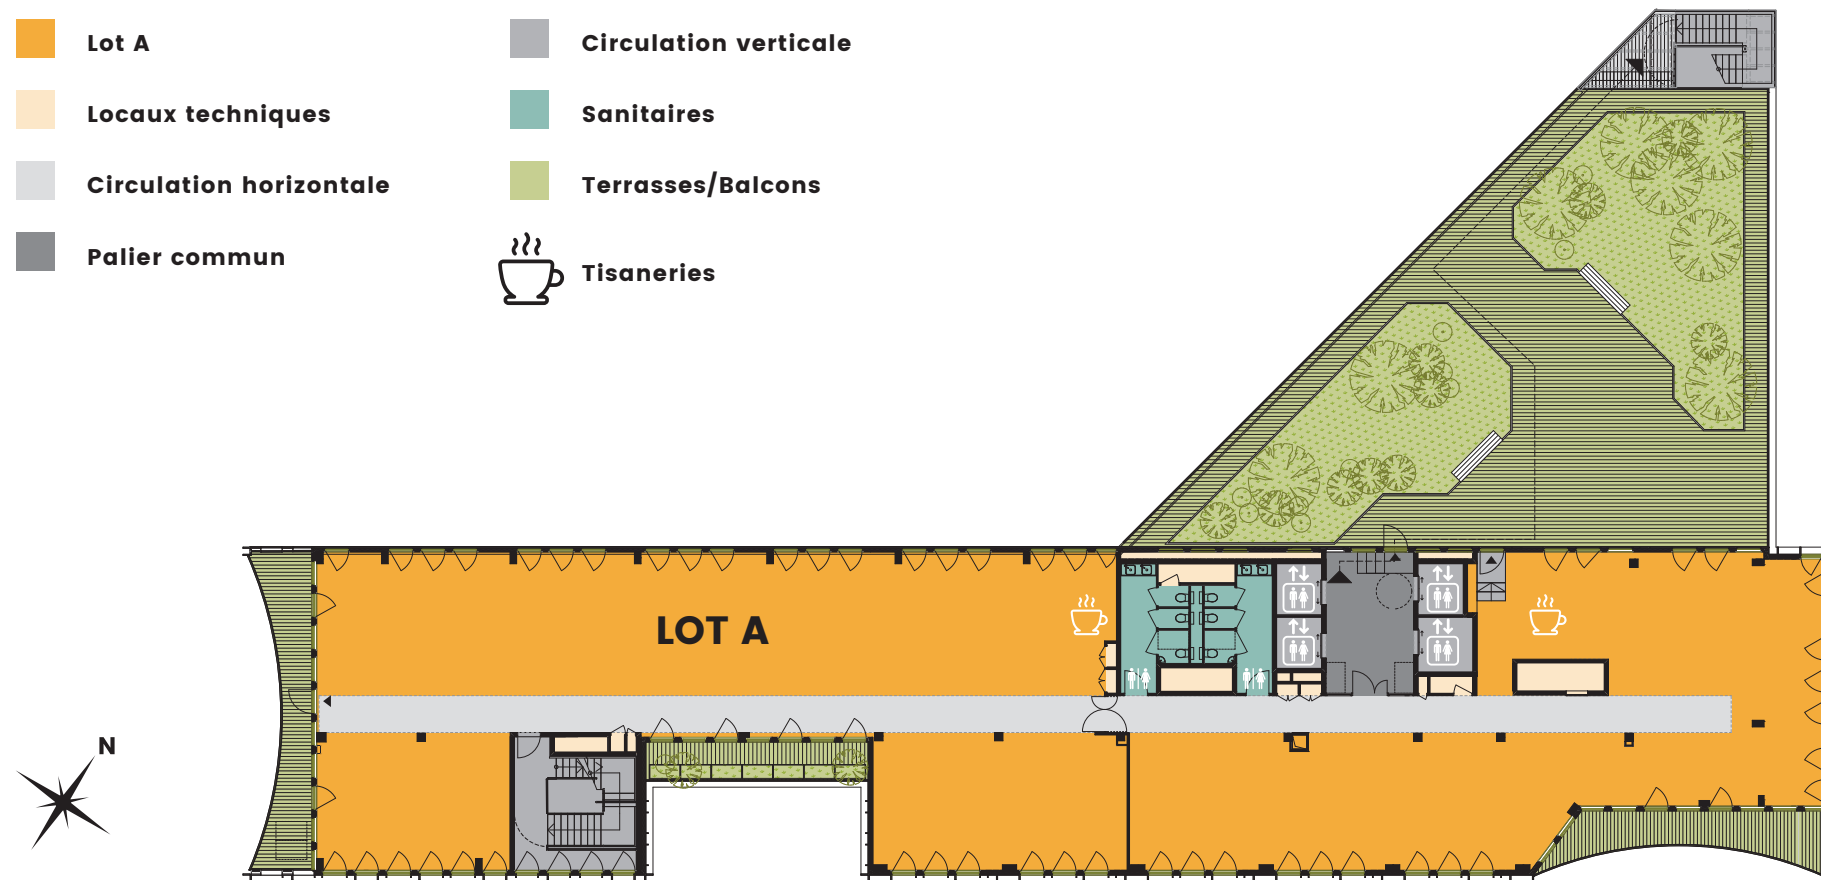 Lot A
Locaux techniques
Circulation horizontale
Palier commun
Circulation verticale
Sanitaires
Terrasses/Balcons
Tisaneries
LOT A
N